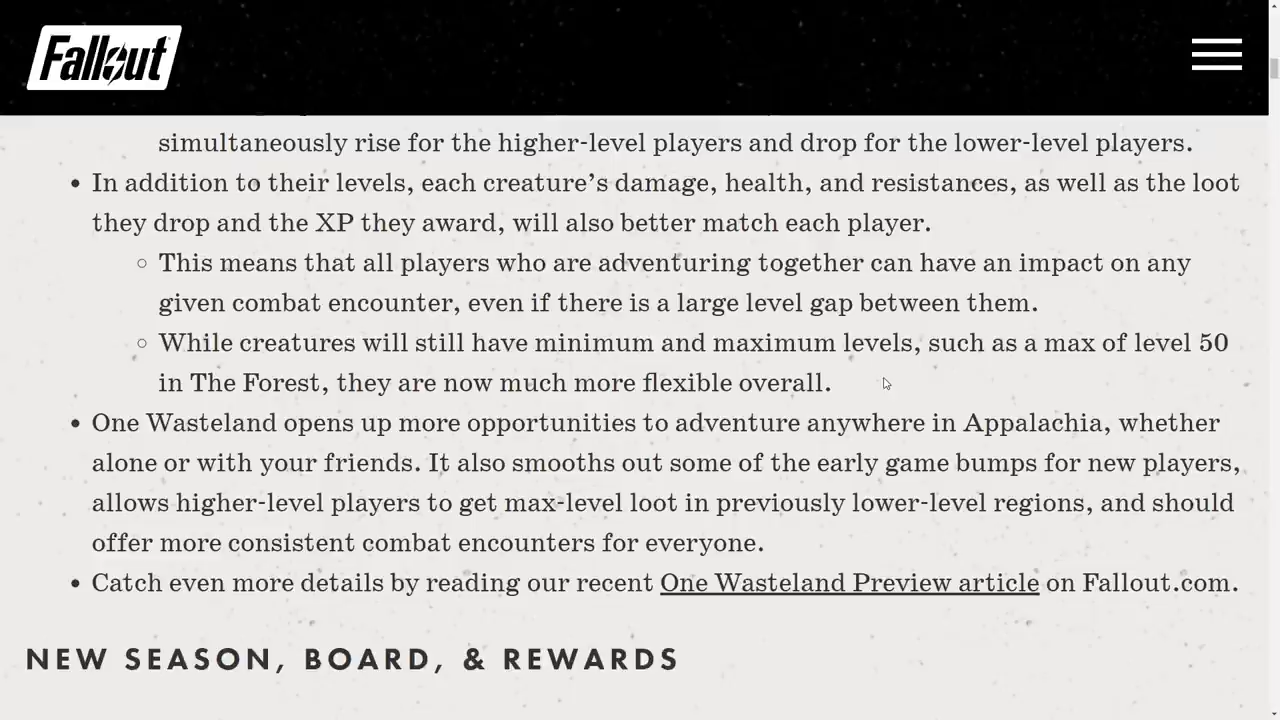 Fallout
simultaneously rise for the higher-level players and drop for the lower-level players.
• In addition to their levels, each creature’s damage, health, and resistances, as well as the loot
they drop and the XP they award, will also better match each player.
○ This means that all players who are adventuring together can have an impact on any
given combat encounter, even if there is a large level gap between them.
○ While creatures will still have minimum and maximum levels, such as a max of level 50
in The Forest, they are now much more flexible overall.
• One Wasteland opens up more opportunities to adventure anywhere in Appalachia, whether
alone or with your friends. It also smooths out some of the early game bumps for new players,
allows higher-level players to get max-level loot in previously lower-level regions, and should
offer more consistent combat encounters for everyone.
• Catch even more details by reading our recent One Wasteland Preview article on Fallout.com.
NEW SEASON, BOARD, & REWARDS